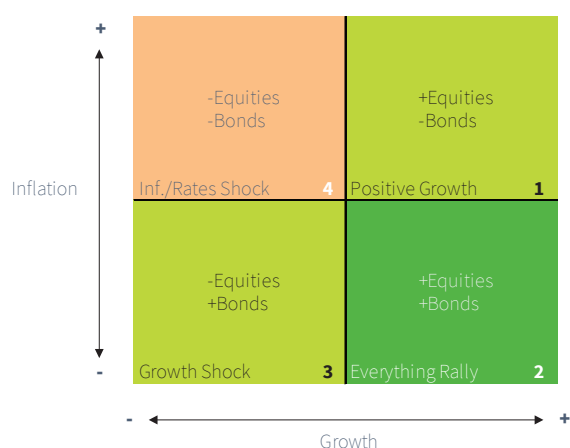 +
-Equities
-Bonds
+Equities
-Bonds
Inflation
Inf./Rates Shock 4
Positive Growth 1
-Equities
+Bonds
+Equities
+Bonds
-
Growth Shock 3
Everything Rally 2
- +
Growth